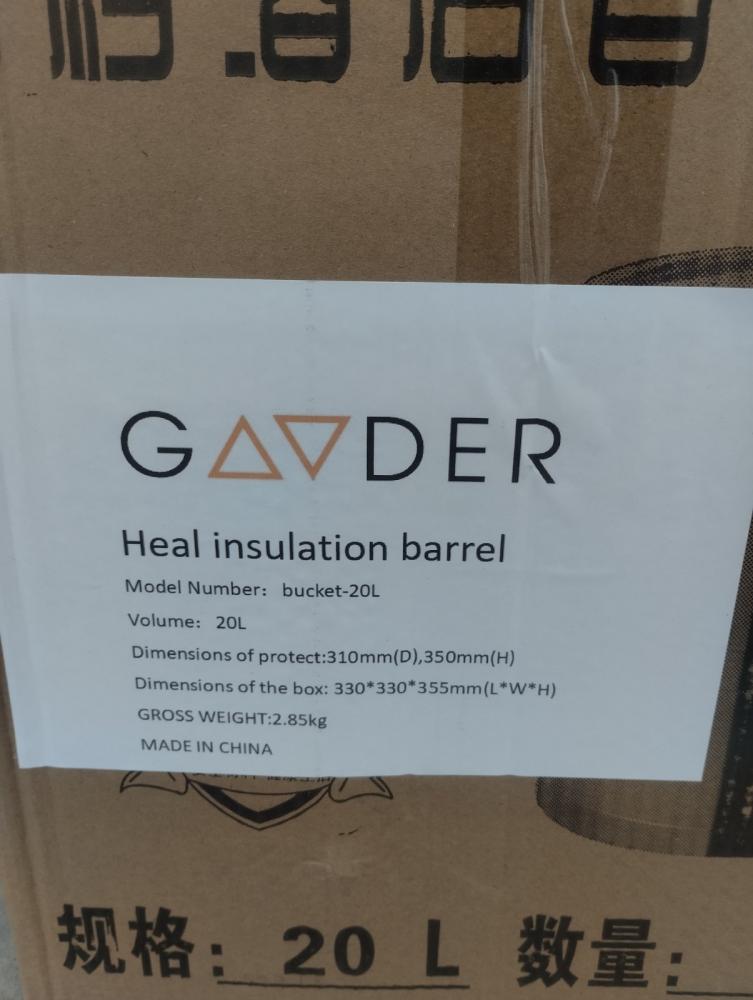 GAVDER
Heal insulation barrel
Model Number: bucket-20L
Volume: 20L
Dimensions of protect:310mm(D),350mm(H)
Dimensions of the box: 330*330*355mm(L*W*H)
GROSS WEIGHT:2.85kg
MADE IN CHINA
规格: 20 L 数量: